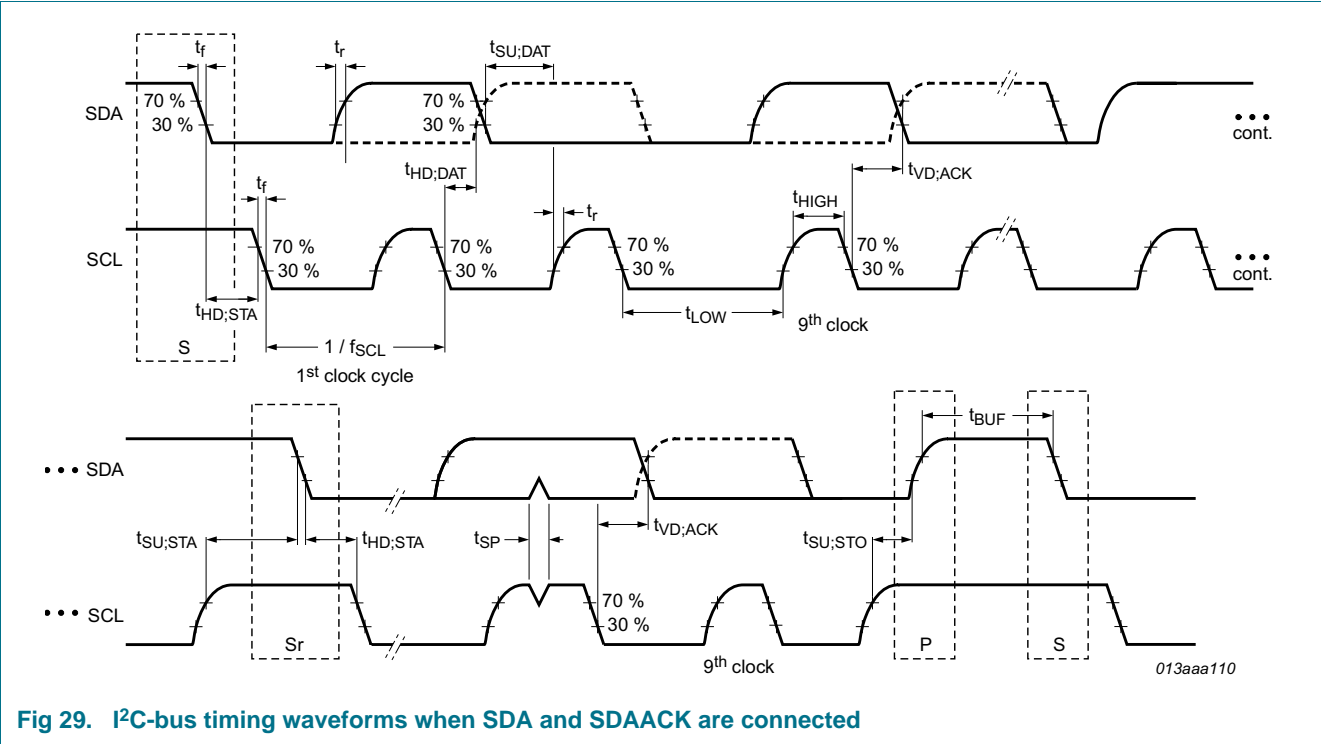 tf
tr
tSU;DAT
70 %
30 %
SDA
70 %
30 %
cont.
tHD;DAT
tVD;ACK
tf
tr
tHIGH
SCL
70 %
30 %
70 %
30 %
70 %
30 %
70 %
30 %
cont.
tHD;STA
tLOW
9th clock
S
1 / fSCL
1st clock cycle
tBUF
SDA
tSU;STA
tHD;STA
tSP
tVD;ACK
tSU;STO
SCL
70 %
30 %
Sr
9th clock
P
S
013aaa110
Fig 29. I2C-bus timing waveforms when SDA and SDAACK are connected